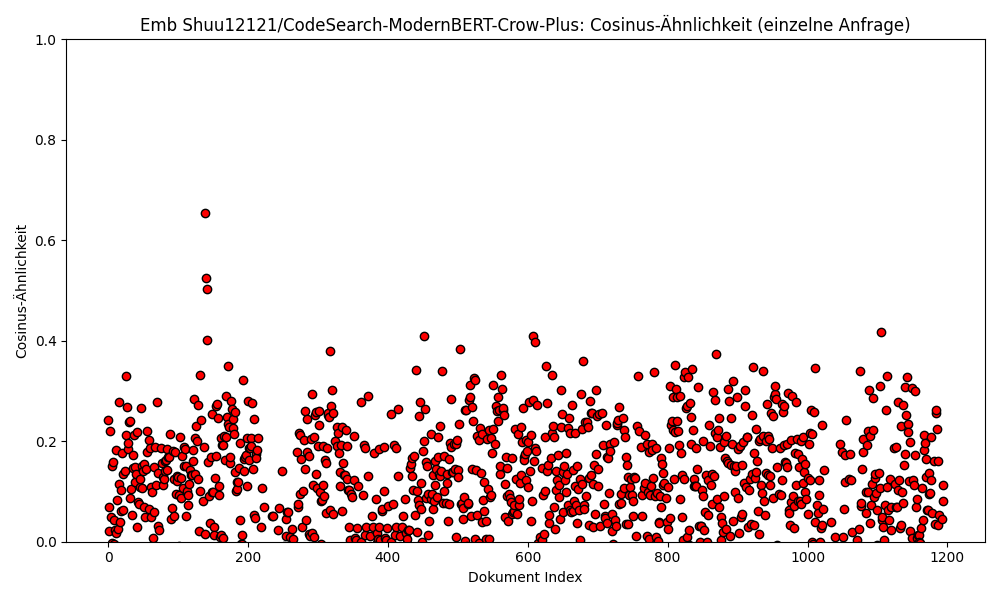 Emb Shuu12121/CodeSearch-ModernBERT-Crow-Plus: Cosinus-Ähnlichkeit (einzelne Anfrage)
1.0
0.8
0.6
0.4
0.2
0.0
Cosinus-Ähnlichkeit
0 200 400 600 800 1000 1200
Dokument Index